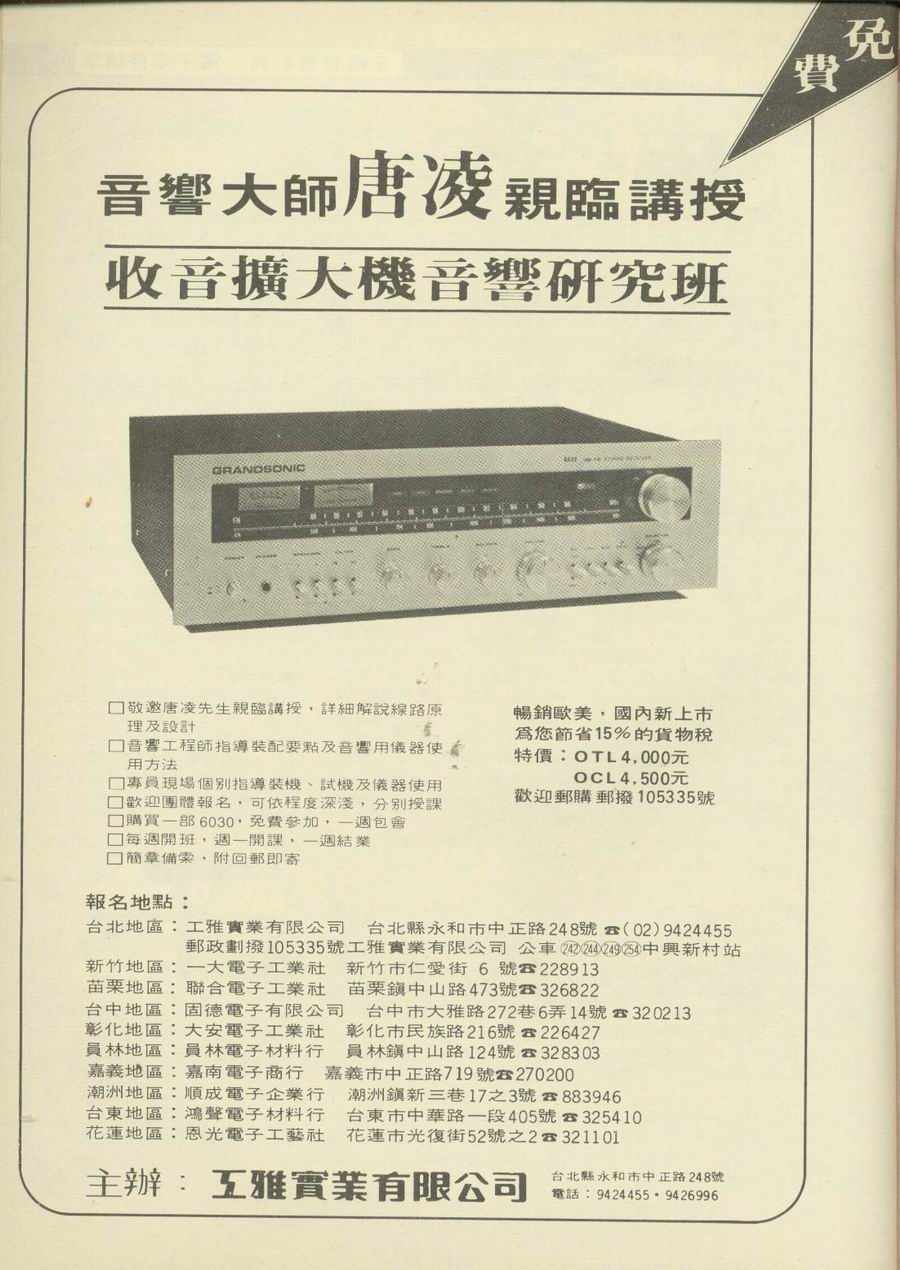 免費
音響大師唐凌親臨講授
收音擴大機音響研究班
GRANDSONIC
□敬邀唐凌先生親臨講授，詳細解說線路原
理及設計
□音響工程師指導裝配要點及音響用儀器使
用方法
□專員現場個別指導裝機、試機及儀器使用
□歡迎團體報名，可依程度深淺，分別授課
□購買一部6030，免費參加，一週包會
□每週開班，週一開課，一週結業
□簡章備索，附回郵即寄
暢銷歐美，國內新上市
為您節省15%的貨物稅
特價：OTL4,000元
OCL4,500元
歡迎郵購 郵撥105335號
報名地點：
台北地區：工雅實業有限公司 台北縣永和市中正路248號☎(02)9424455
郵政劃撥105335號工雅實業有限公司 公車242 244 249 254中興新村站
新竹地區：一大電子工業社 新竹市仁愛街 6 號☎228913
苗栗地區：聯合電子工業社 苗栗鎮中山路473號☎326822
台中地區：固德電子有限公司 台中市大雅路272巷6弄14號☎320213
彰化地區：大安電子工業社 彰化市民族路216號☎226427
員林地區：員林電子材料行 員林鎮中山路124號☎328303
嘉義地區：嘉南電子商行 嘉義市中正路719號☎270200
潮洲地區：順成電子企業行 潮洲鎮新三巷17之3號☎883946
台東地區：鴻聲電子材料行 台東市中華路一段405號☎325410
花蓮地區：恩光電子工藝社 花蓮市光復街52號之2☎321101
主辦：工雅實業有限公司
台北縣永和市中正路248號
電話：9424455・9426996